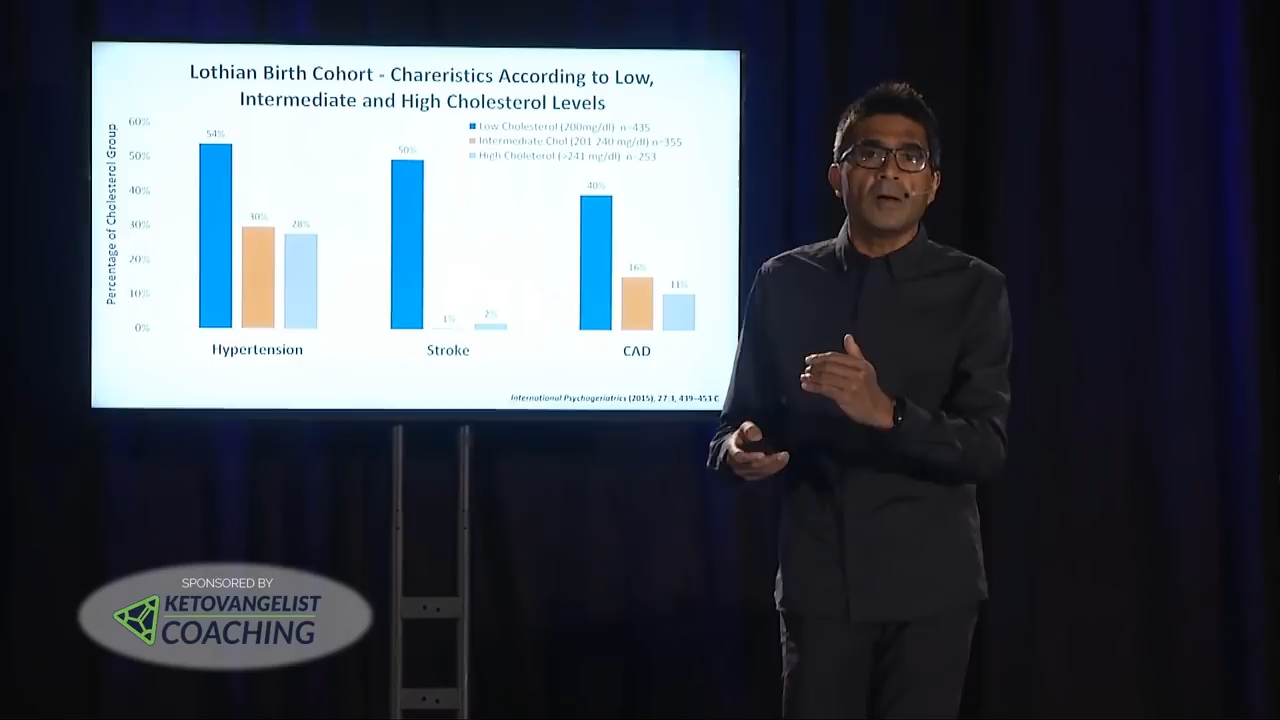 Lothian Birth Cohort - Chareristics According to Low,
Intermediate and High Cholesterol Levels
Percentage of Cholesterol Group
60%
50%
40%
30%
20%
10%
0%
Low Cholesterol (200mg/dl) n=435
Intermediate Chol (201 240 mg/dl) n=355
High Choleterol (>241 mg/dl) n=253
54%
30%
28%
50%
1%
2%
40%
16%
11%
Hypertension
Stroke
CAD
International Psychogeriatrics (2015), 27:3, 439–453 C
SPONSORED BY
KETOVANGELIST
COACHING